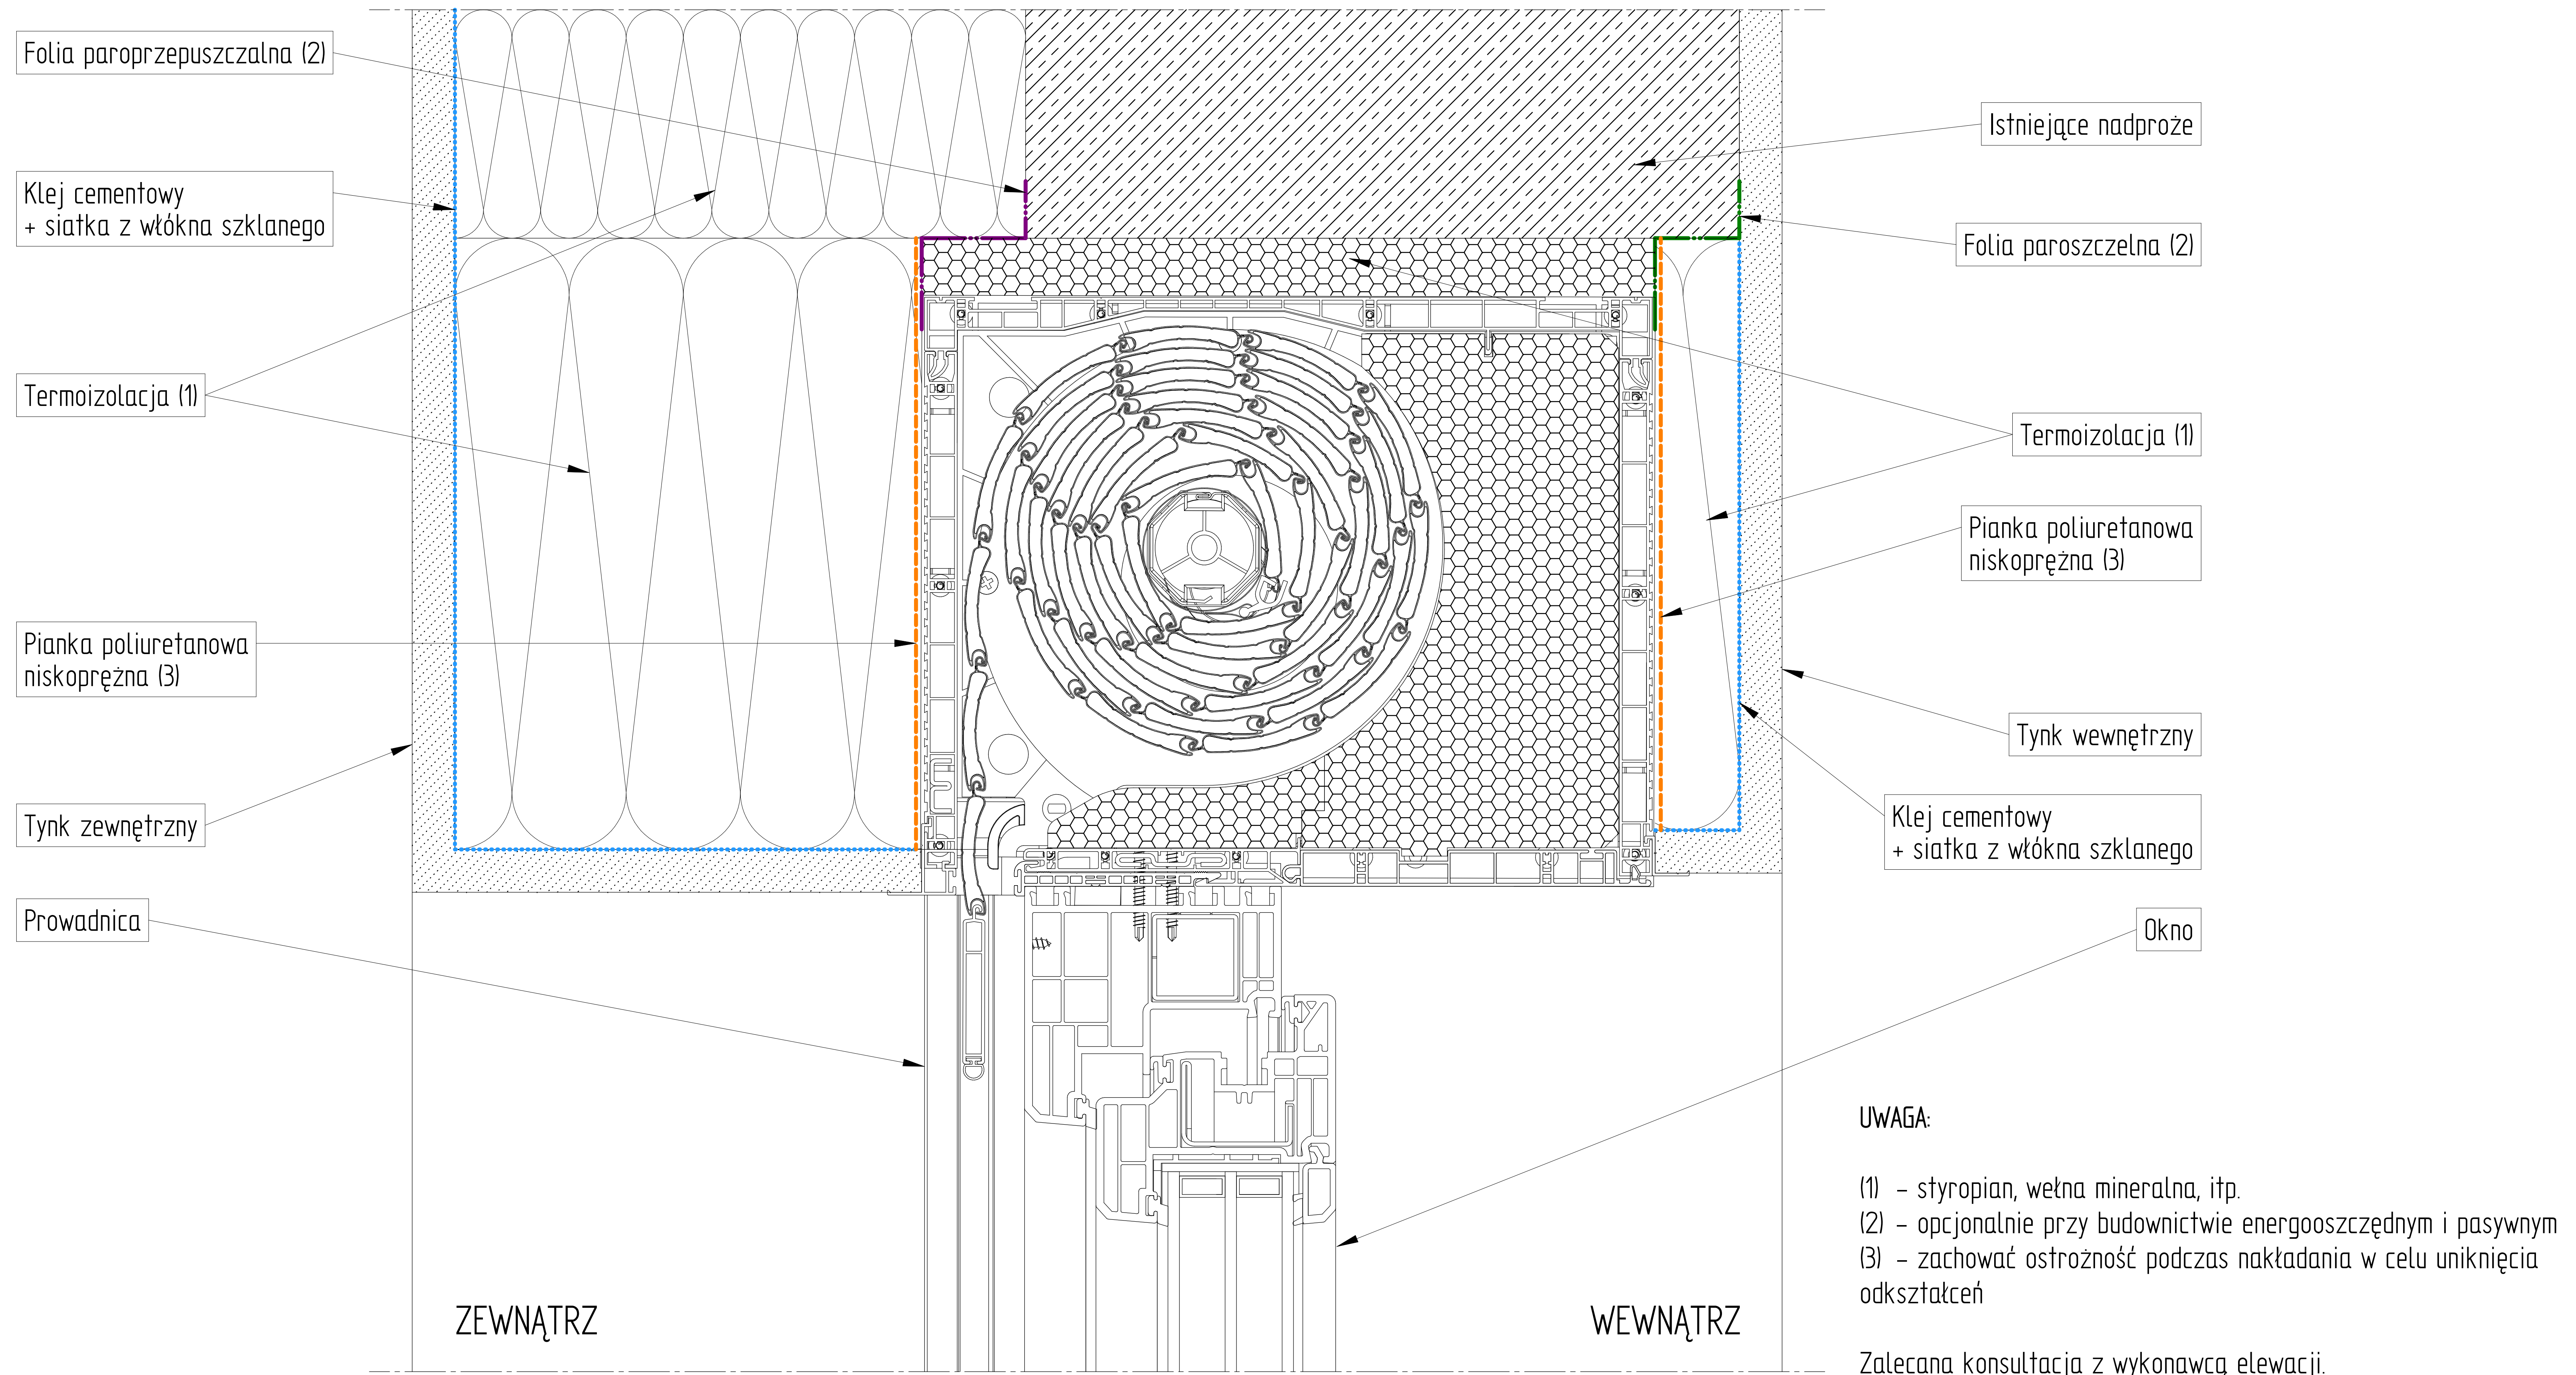 Folia paroprzepuszczalna (2)
Klej cementowy
+ siatka z włókna szklanego
Termoizolacja (1)
Pianka poliuretanowa
niskoprężna (3)
Tynk zewnętrzny
Prowadnica
ZEWNĄTRZ
Istniejące nadproże
Folia paroszczelna (2)
Termoizolacja (1)
Pianka poliuretanowa
niskoprężna (3)
Tynk wewnętrzny
Klej cementowy
+ siatka z włókna szklanego
Okno
WEWNĄTRZ
UWAGA:
(1) - styropian, wełna mineralna, itp.
(2) - opcjonalnie przy budownictwie energooszczędnym i pasywnym
(3) - zachować ostrożność podczas nakładania w celu uniknięcia
odkształceń
Zalecana konsultacja z wykonawcą elewacji.